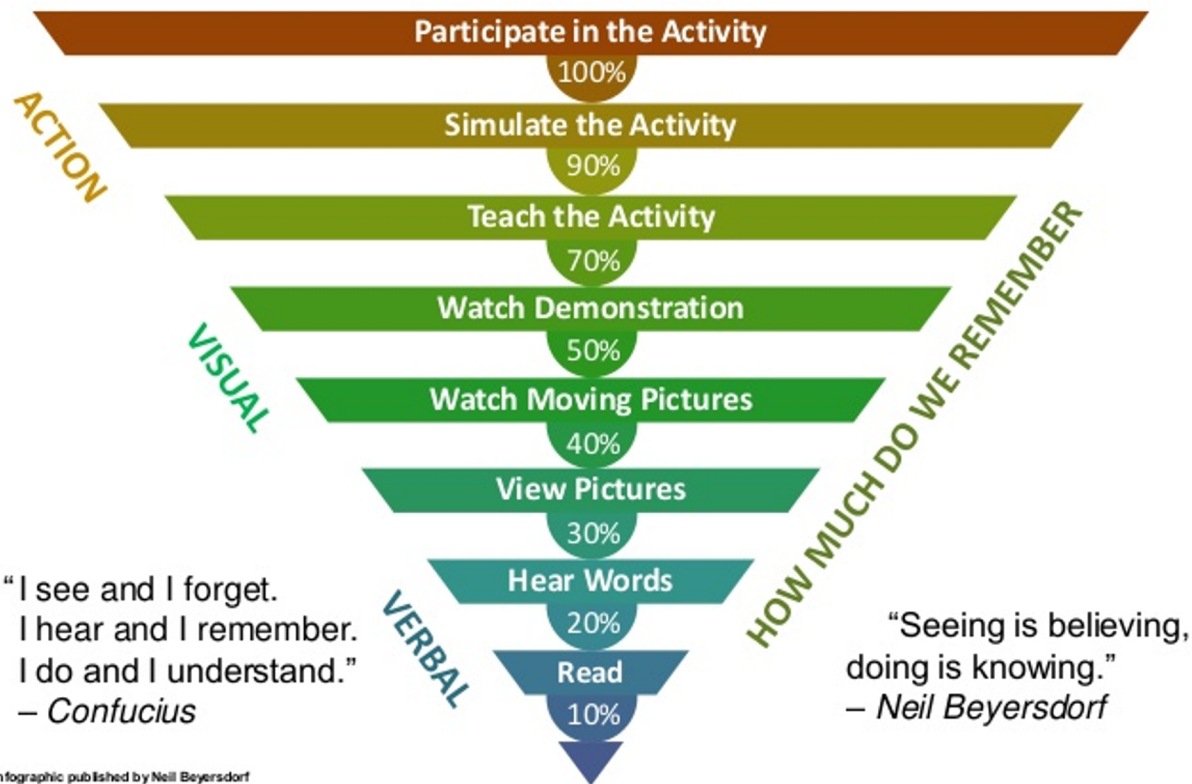 Participate in the Activity
100%
ACTION
Simulate the Activity
90%
Teach the Activity
70%
Watch Demonstration
50%
VISUAL
Watch Moving Pictures
40%
View Pictures
30%
HOW MUCH DO WE REMEMBER
Hear Words
20%
VERBAL
Read
10%
“I see and I forget.
I hear and I remember.
I do and I understand.”
– Confucius
“Seeing is believing,
doing is knowing.”
– Neil Beyersdorf
nfographic published by Neil Beyersdorf